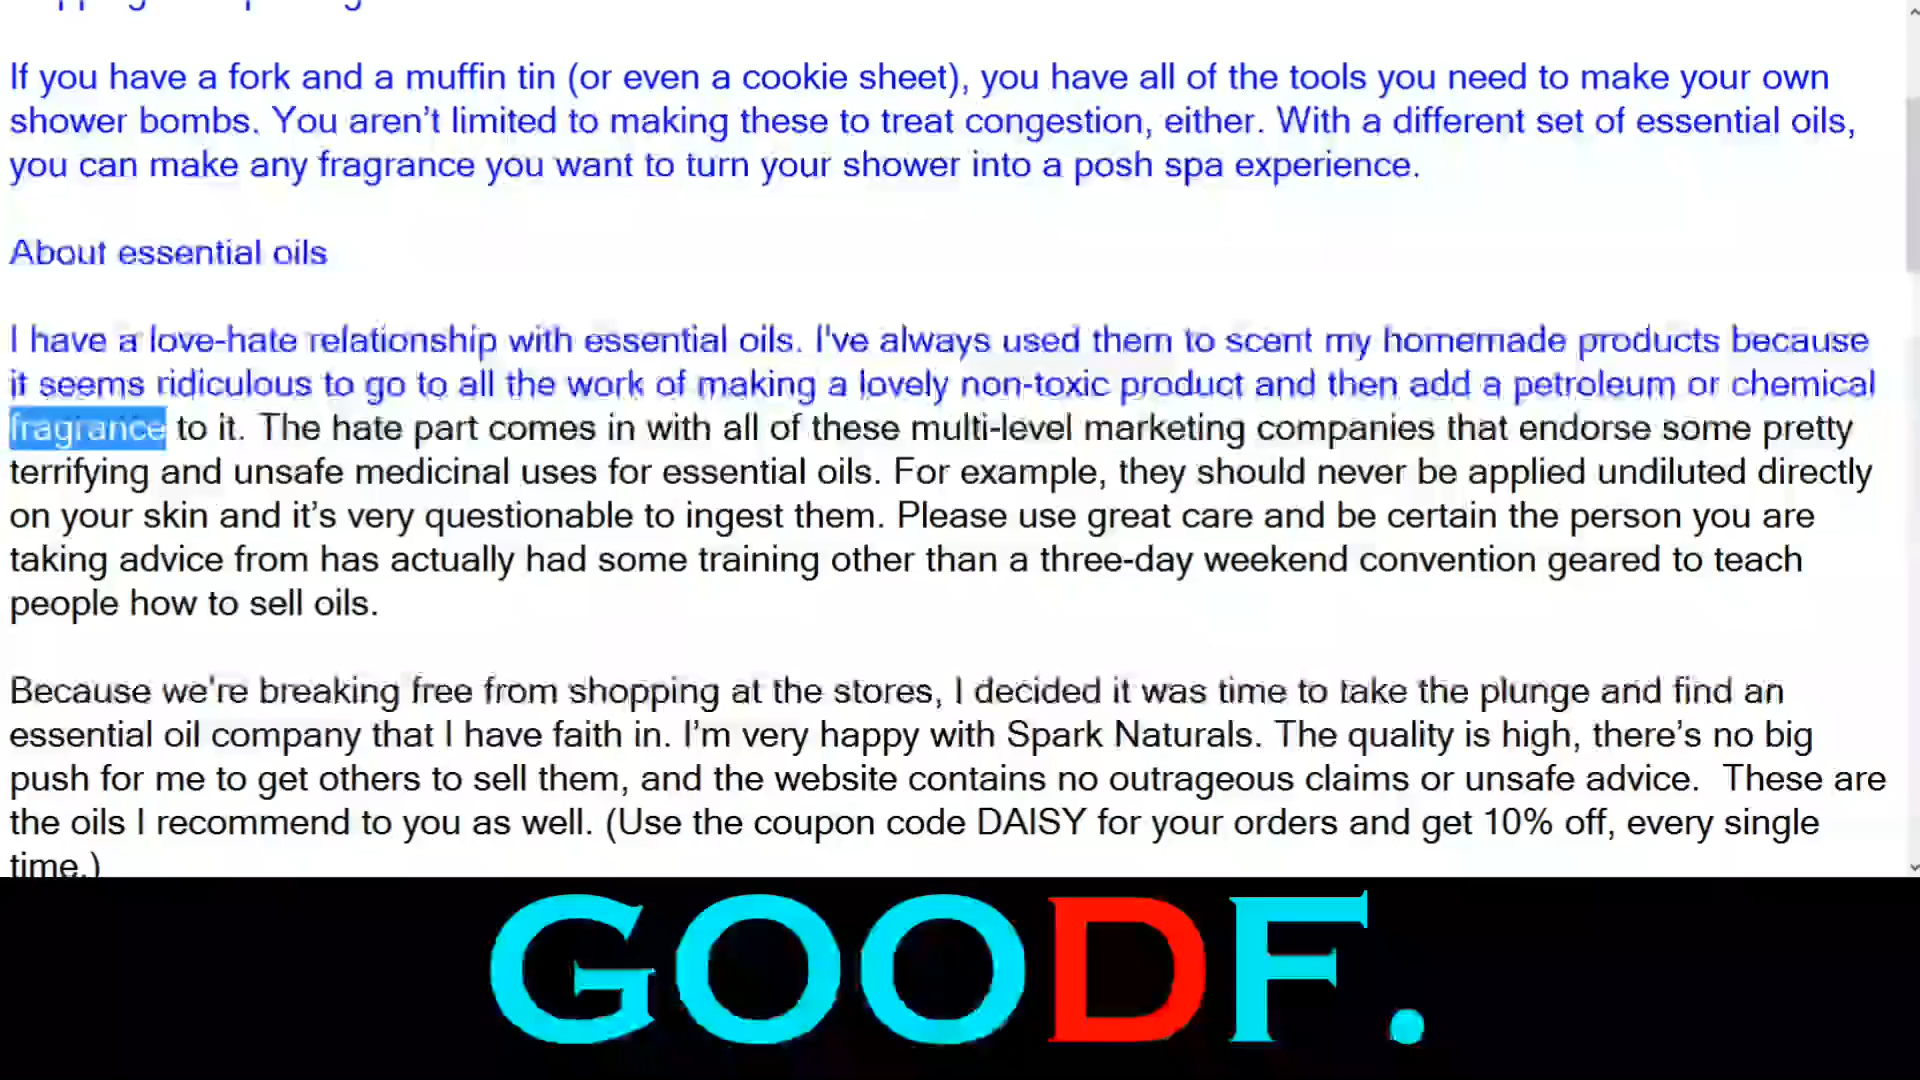 If you have a fork and a muffin tin (or even a cookie sheet), you have all of the tools you need to make your own
shower bombs. You aren’t limited to making these to treat congestion, either. With a different set of essential oils,
you can make any fragrance you want to turn your shower into a posh spa experience.
About essential oils
I have a love-hate relationship with essential oils. I've always used them to scent my homemade products because
it seems ridiculous to go to all the work of making a lovely non-toxic product and then add a petroleum or chemical
fragrance to it. The hate part comes in with all of these multi-level marketing companies that endorse some pretty
terrifying and unsafe medicinal uses for essential oils. For example, they should never be applied undiluted directly
on your skin and it’s very questionable to ingest them. Please use great care and be certain the person you are
taking advice from has actually had some training other than a three-day weekend convention geared to teach
people how to sell oils.
Because we're breaking free from shopping at the stores, I decided it was time to take the plunge and find an
essential oil company that I have faith in. I’m very happy with Spark Naturals. The quality is high, there’s no big
push for me to get others to sell them, and the website contains no outrageous claims or unsafe advice.  These are
the oils I recommend to you as well. (Use the coupon code DAISY for your orders and get 10% off, every single
time.)
GOODF.